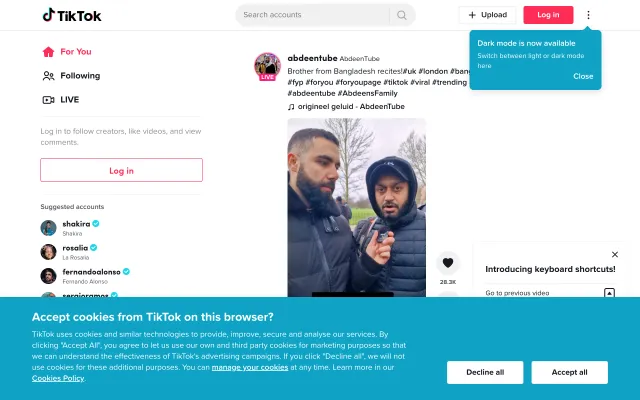 TikTok
Search accounts
Upload
Log in
Dark mode is now available
Switch between light or dark mode
here
Close
For You
Following
LIVE
Log in to follow creators, like videos, and view
comments.
Log in
Suggested accounts
shakira
Shakira
rosalia
La Rosalia
fernandoalonso
Fernando Alonso
sergioramos
LIVE
abdeentube AbdeenTube
Brother from Bangladesh recites!#uk #london #bang
#fyp #foryou #foryoupage #tiktok #viral #trending
#abdeentube #AbdeensFamily
origineel geluid - AbdeenTube
28.3K
Introducing keyboard shortcuts!
Go to previous video
Accept cookies from TikTok on this browser?
TikTok uses cookies and similar technologies to provide, improve, secure and analyse our services. By
clicking "Accept All", you agree to let us use our own and third party cookies for marketing purposes so that
we can understand the effectiveness of TikTok's advertising campaigns. If you click "Decline all", we will not
use cookies for these additional purposes. You can manage your cookies at any time. Learn more in our
Cookies Policy.
Decline all
Accept all